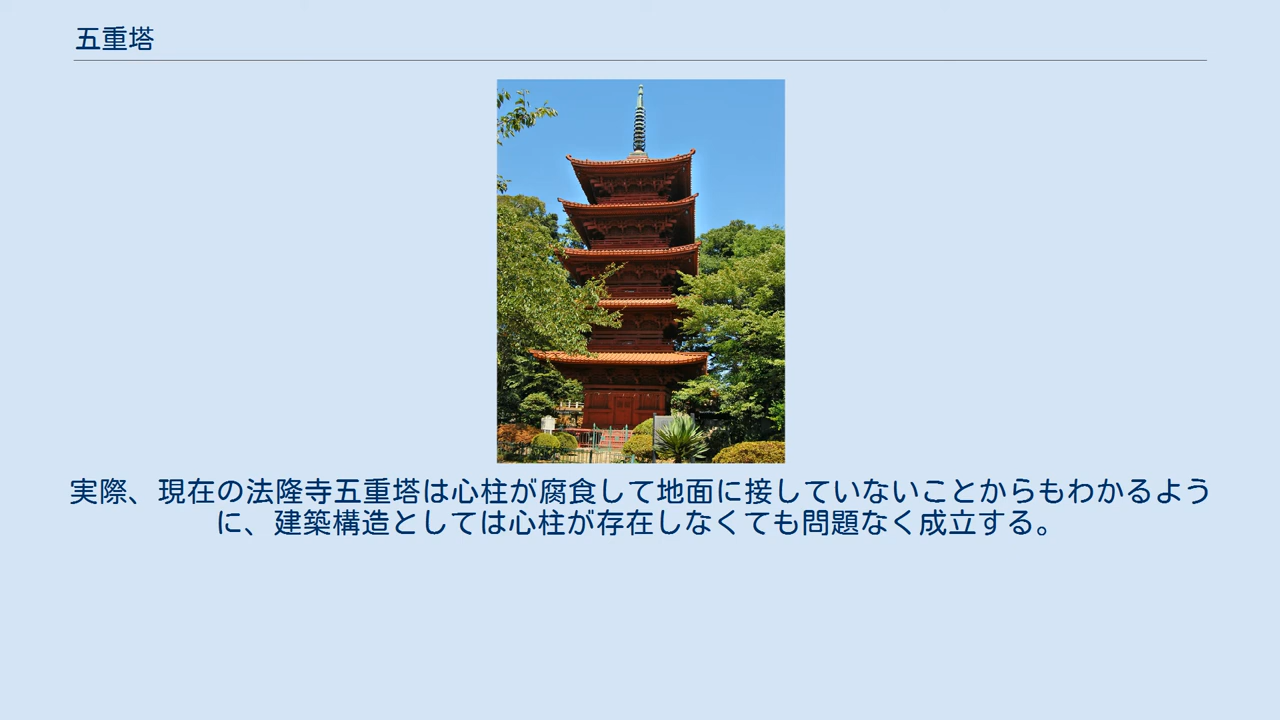 五重塔
実際、現在の法隆寺五重塔は心柱が腐食して地面に接していないことからもわかるよう
に、建築構造としては心柱が存在しなくても問題なく成立する。